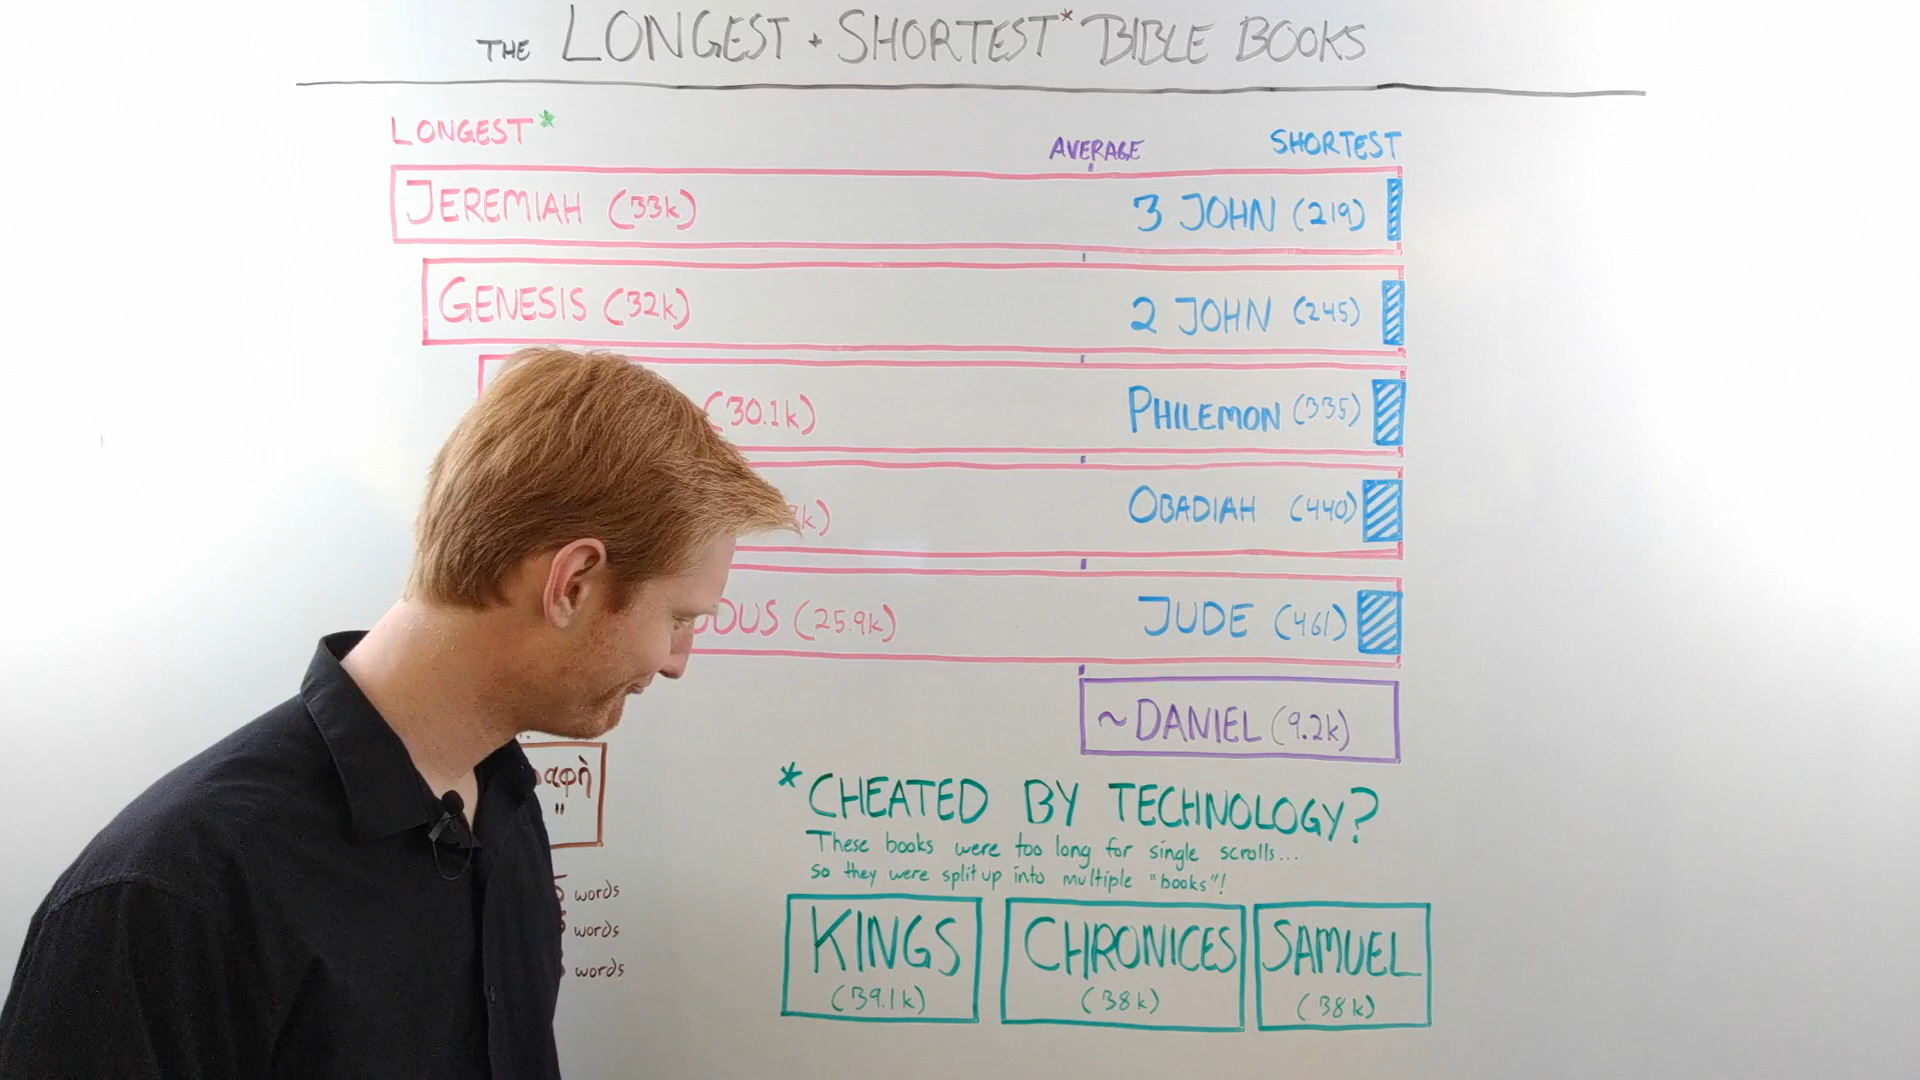 THE LONGEST + SHORTEST* BIBLE BOOKS
LONGEST*
AVERAGE
SHORTEST
JEREMIAH (33k)
3 JOHN (219)
GENESIS (32k)
2 JOHN (245)
(30.1k)
PHILEMON (335)
k)
OBADIAH (440)
DUS (25.9k)
JUDE (461)
~DANIEL (9.2k)
αφὴ
"
words
words
words
*CHEATED BY TECHNOLOGY?
These books were too long for single scrolls...
so they were split up into multiple "books"!
KINGS
(39.1k)
CHRONICES
(38k)
SAMUEL
(38k)